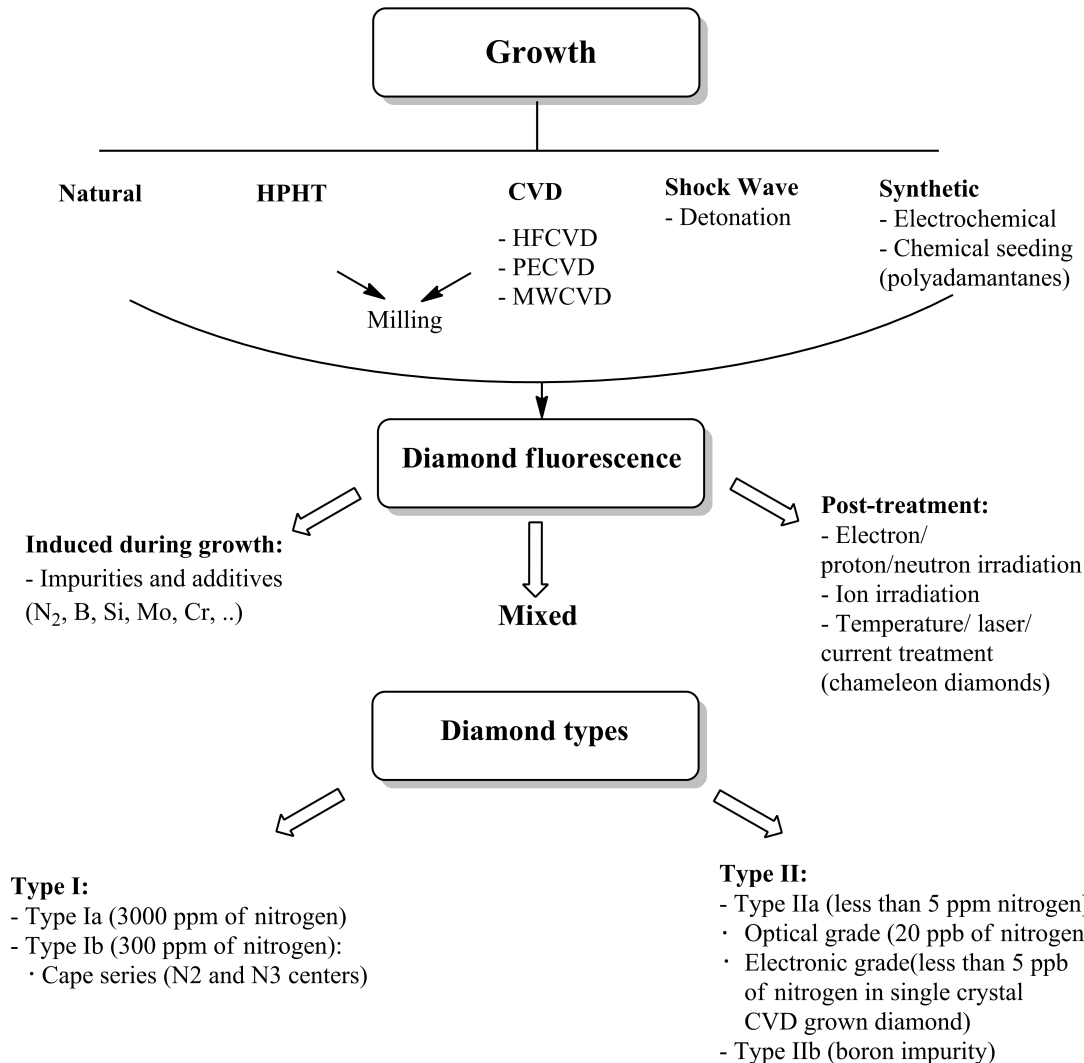 Growth
Natural
HPHT
CVD
- HFCVD
- PECVD
- MWCVD
Shock Wave
- Detonation
Synthetic
- Electrochemical
- Chemical seeding
(polyadamantanes)
Milling
Diamond fluorescence
Induced during growth:
- Impurities and additives
(N₂, B, Si, Mo, Cr, ..)
Mixed
Post-treatment:
- Electron/
proton/neutron irradiation
- Ion irradiation
- Temperature/ laser/
current treatment
(chameleon diamonds)
Diamond types
Type I:
- Type Ia (3000 ppm of nitrogen)
- Type Ib (300 ppm of nitrogen):
· Cape series (N2 and N3 centers)
Type II:
- Type IIa (less than 5 ppm nitrogen)
· Optical grade (20 ppb of nitrogen
· Electronic grade(less than 5 ppb
of nitrogen in single crystal
CVD grown diamond)
- Type IIb (boron impurity)